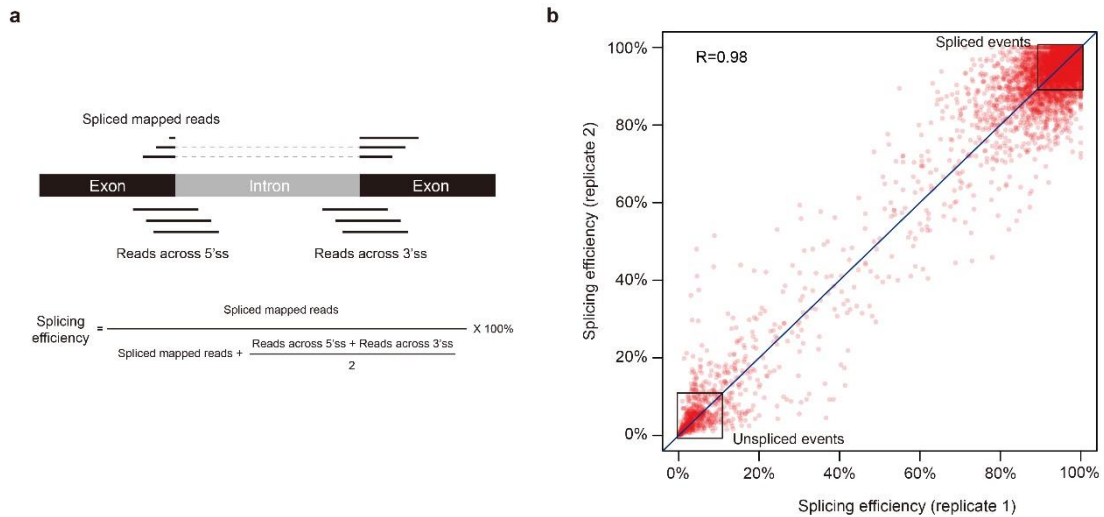 a
Spliced mapped reads
Exon
Intron
Exon
Reads across 5'ss
Reads across 3'ss
Splicing
efficiency
=
Spliced mapped reads
X 100%
Spliced mapped reads +
Reads across 5'ss + Reads across 3'ss
2
b
R=0.98
Spliced events
Unspliced events
100%
80%
60%
40%
20%
0%
Splicing efficiency (replicate 2)
0%
20%
40%
60%
80%
100%
Splicing efficiency (replicate 1)